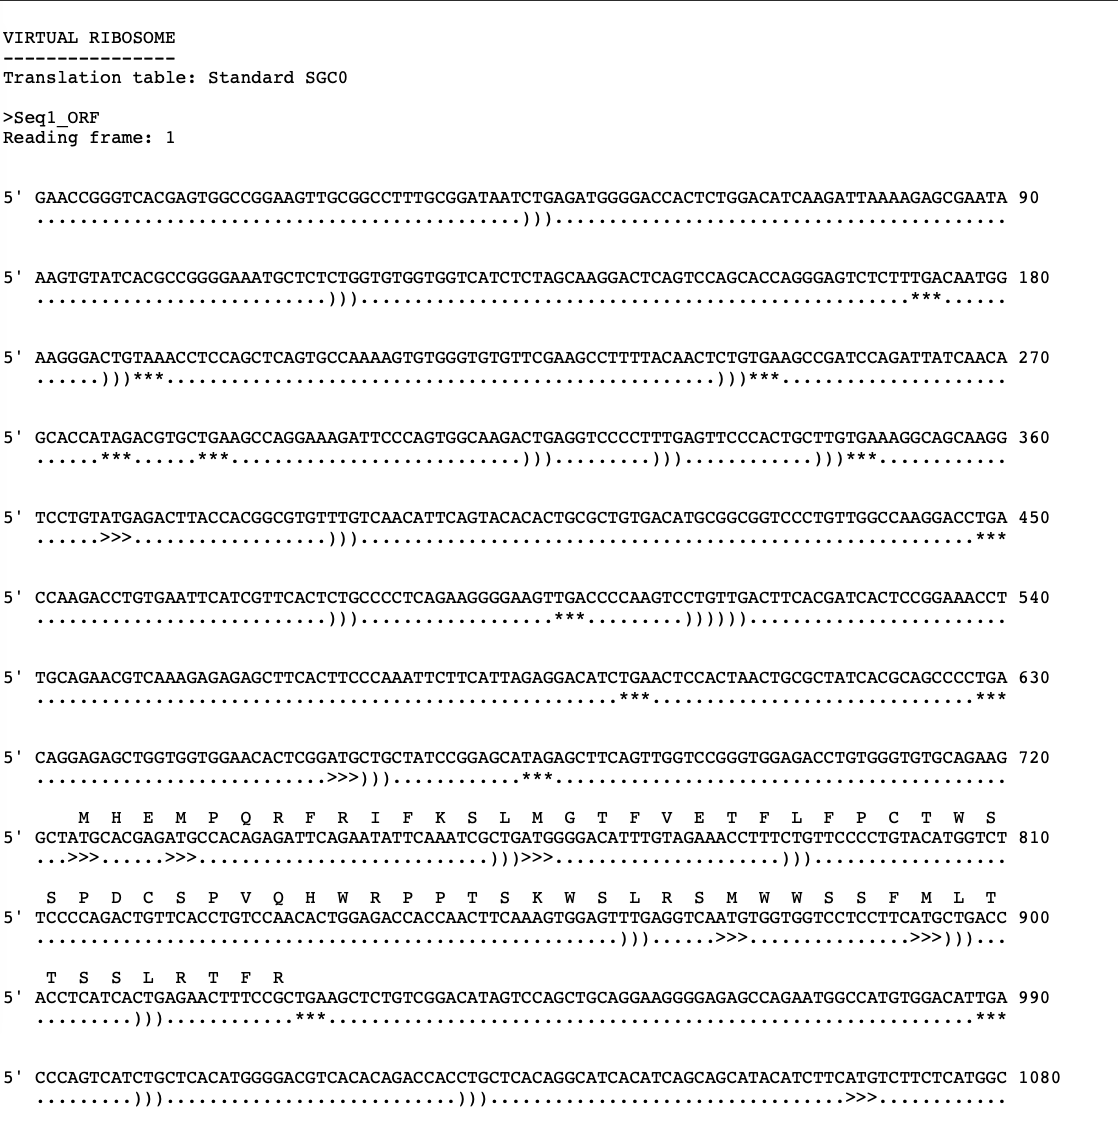 VIRTUAL RIBOSOME
----------------
Translation table: Standard SGC0
>Seq1_ORF
Reading frame: 1
5' GAACCGGGTCACGAGTGGCCGGAAGTTGCGGCCTTTGCGGATAATCTGAGATGGGGACCACTCTGGACATCAAGATTAAAAGAGCGAATA 90
.............................................)))..........................................
5' AAGTGTATCACGCCGGGGAAATGCTCTCTGGTGTGGTGGTCATCTCTAGCAAGGACTCAGTCCAGCACCAGGGAGTCTCTTTGACAATGG 180
...........................)))...................................................***......
5' AAGGGACTGTAAACCTCCAGCTCAGTGCCAAAAGTGTGGGTGTGTTCGAAGCCTTTTACAACTCTGTGAAGCCGATCCAGATTATCAACA 270
......)))***...................................................)))***.....................
5' GCACCATAGACGTGCTGAAGCCAGGAAAGATTCCCAGTGGCAAGACTGAGGTCCCCTTTGAGTTCCCACTGCTTGTGAAAGGCAGCAAGG 360
......***......***...........................))).........)))............)))***............
5' TCCTGTATGAGACTTACCACGGCGTGTTTGTCAACATTCAGTACACACTGCGCTGTGACATGCGGCGGTCCCTGTTGGCCAAGGACCTGA 450
......>>>..................))).........................................................***
5' CCAAGACCTGTGAATTCATCGTTCACTCTGCCCCTCAGAAGGGGAAGTTGACCCCAAGTCCTGTTGACTTCACGATCACTCCGGAAACCT 540
...........................)))..................***.........))))))........................
5' TGCAGAACGTCAAAGAGAGAGCTTCACTTCCCAAATTCTTCATTAGAGGACATCTGAACTCCACTAACTGCGCTATCACGCAGCCCCTGA 630
......................................................***..............................***
5' CAGGAGAGCTGGTGGTGGAACACTCGGATGCTGCTATCCGGAGCATAGAGCTTCAGTTGGTCCGGGTGGAGACCTGTGGGTGTGCAGAAG 720
...........................>>>)))............***..........................................
M H E M P Q R F R I F K S L M G T F V E T F L F P C T W S
5' GCTATGCACGAGATGCCACAGAGATTCAGAATATTCAAATCGCTGATGGGGACATTTGTAGAAACCTTTCTGTTCCCCTGTACATGGTCT 810
...>>>......>>>...........................)))>>>.....................)))..................
S P D C S P V Q H W R P P T S K W S L R S M W W S S F M L T
5' TCCCCAGACTGTTCACCTGTCCAACACTGGAGACCACCAACTTCAAAGTGGAGTTTGAGGTCAATGTGGTGGTCCTCCTTCATGCTGACC 900
......................................................)))......>>>...............>>>)))...
T S S L R T F R
5' ACCTCATCACTGAGAACTTTCCGCTGAAGCTCTGTCGGACATAGTCCAGCTGCAGGAAGGGGAGAGCCAGAATGGCCATGTGGACATTGA 990
.........)))............***............................................................***
5' CCCAGTCATCTGCTCACATGGGGACGTCACACAGACCACCTGCTCACAGGCATCACATCAGCAGCATACATCTTCATGTCTTCTCATGGC 1080
.........)))...........................))).................................>>>............